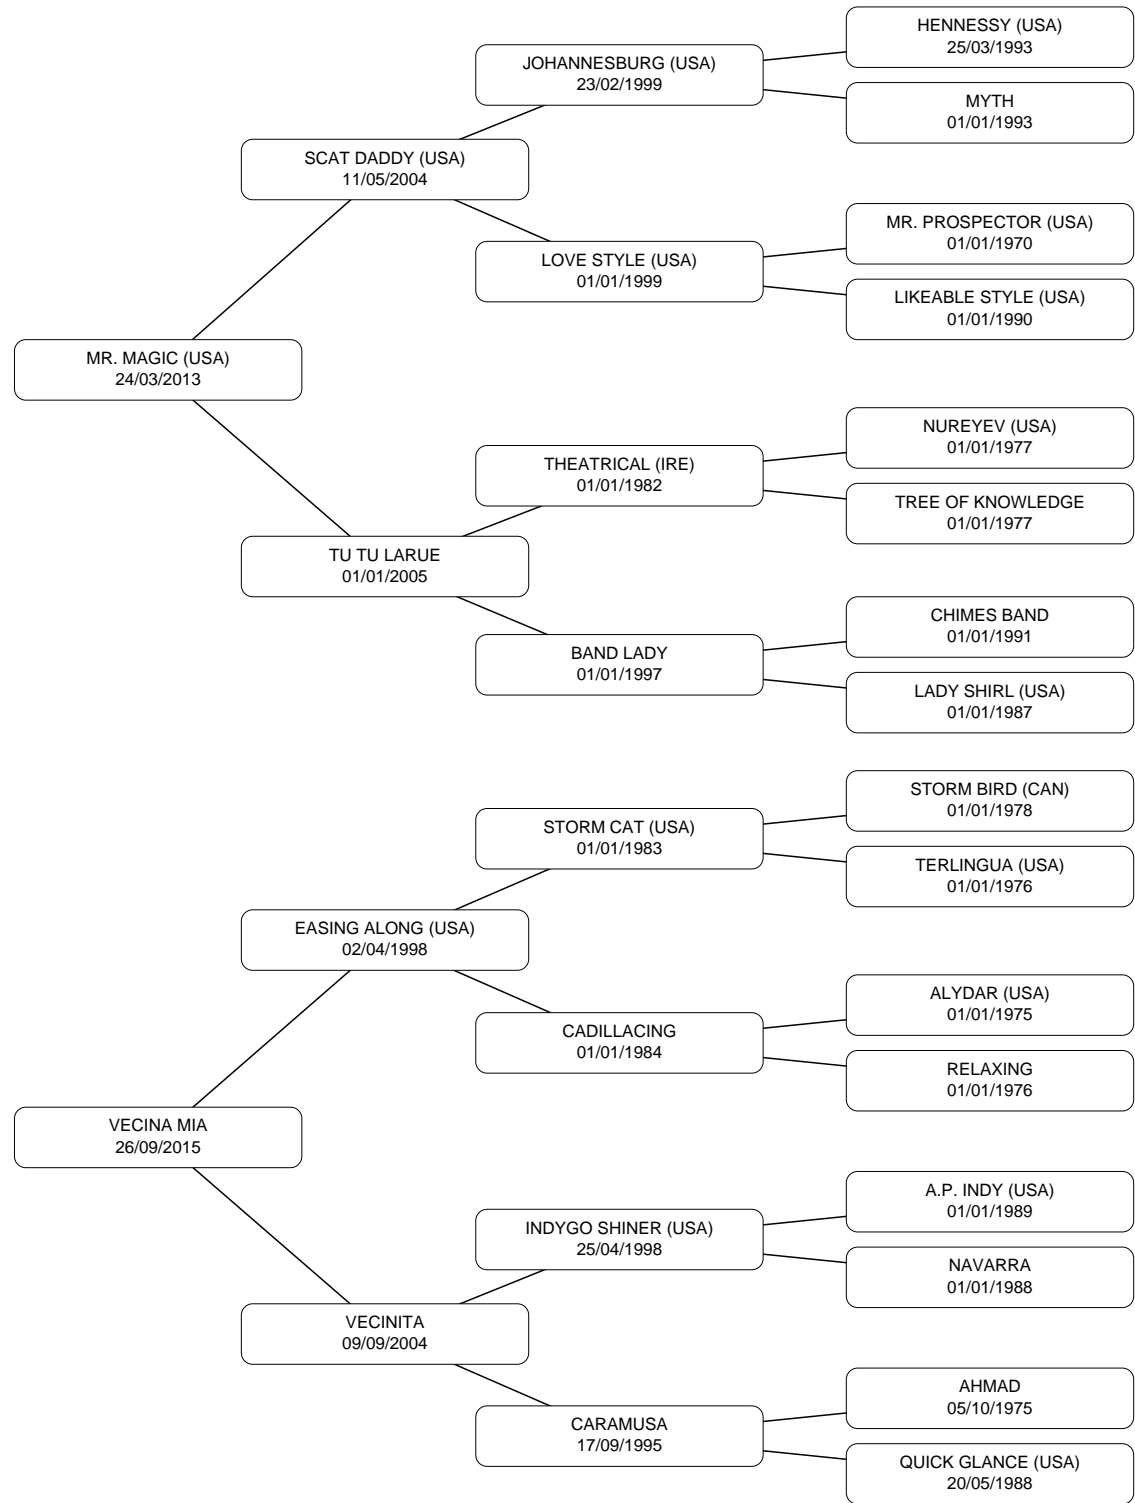 HENNESSY (USA)
25/03/1993
JOHANNESBURG (USA)
23/02/1999
MYTH
01/01/1993
SCAT DADDY (USA)
11/05/2004
MR. PROSPECTOR (USA)
01/01/1970
LOVE STYLE (USA)
01/01/1999
LIKEABLE STYLE (USA)
01/01/1990
MR. MAGIC (USA)
24/03/2013
NUREYEV (USA)
01/01/1977
THEATRICAL (IRE)
01/01/1982
TREE OF KNOWLEDGE
01/01/1977
TU TU LARUE
01/01/2005
CHIMES BAND
01/01/1991
BAND LADY
01/01/1997
LADY SHIRL (USA)
01/01/1987
STORM BIRD (CAN)
01/01/1978
STORM CAT (USA)
01/01/1983
TERLINGUA (USA)
01/01/1976
EASING ALONG (USA)
02/04/1998
ALYDAR (USA)
01/01/1975
CADILLACING
01/01/1984
RELAXING
01/01/1976
VECINA MIA
26/09/2015
A.P. INDY (USA)
01/01/1989
INDYGO SHINER (USA)
25/04/1998
NAVARRA
01/01/1988
VECINITA
09/09/2004
AHMAD
05/10/1975
CARAMUSA
17/09/1995
QUICK GLANCE (USA)
20/05/1988